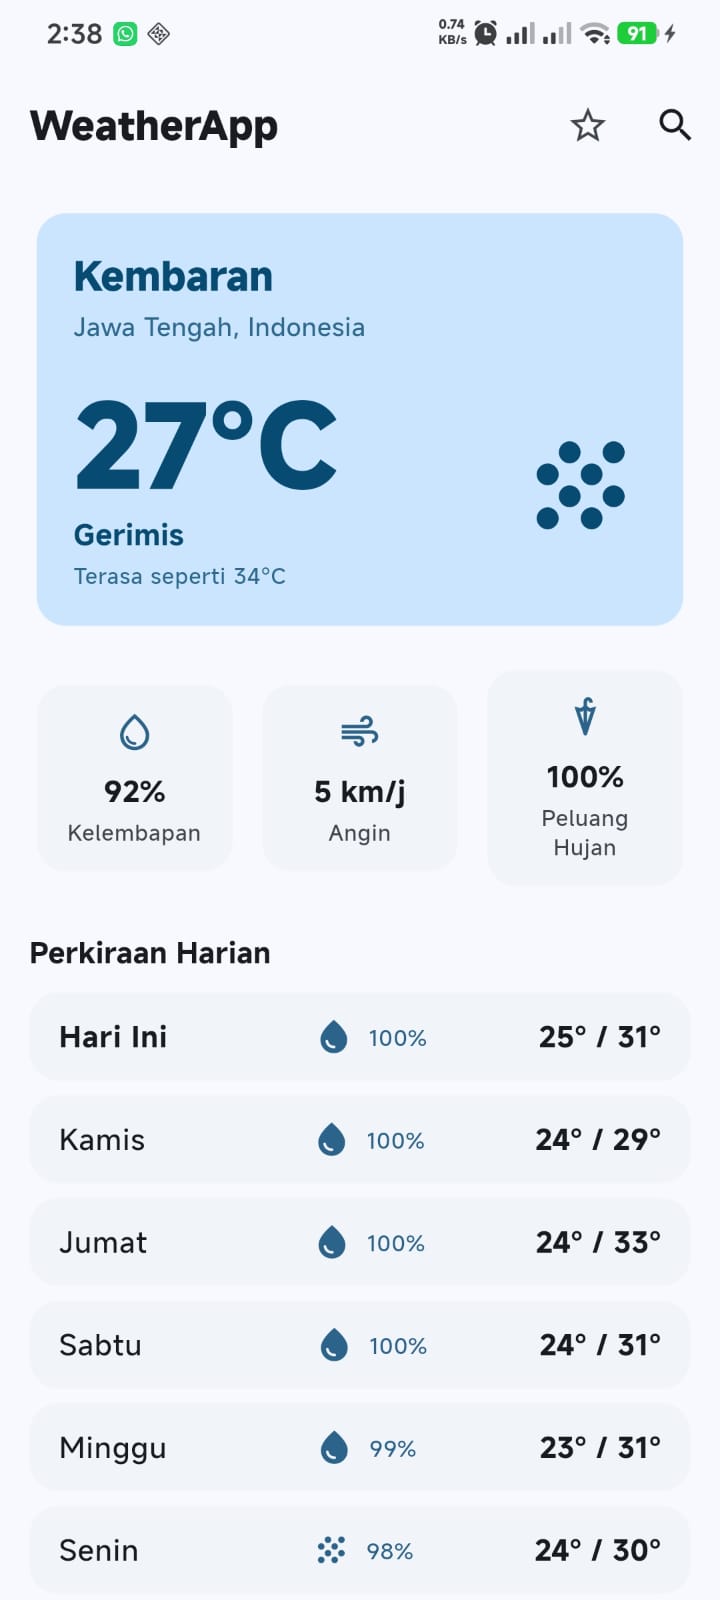 2:38
0.74
KB/s
91
WeatherApp
Kembaran
Jawa Tengah, Indonesia
27°C
Gerimis
Terasa seperti 34°C
92%
Kelembapan
5 km/j
Angin
100%
Peluang
Hujan
Perkiraan Harian
Hari Ini 100% 25° / 31°
Kamis 100% 24° / 29°
Jumat 100% 24° / 33°
Sabtu 100% 24° / 31°
Minggu 99% 23° / 31°
Senin 98% 24° / 30°